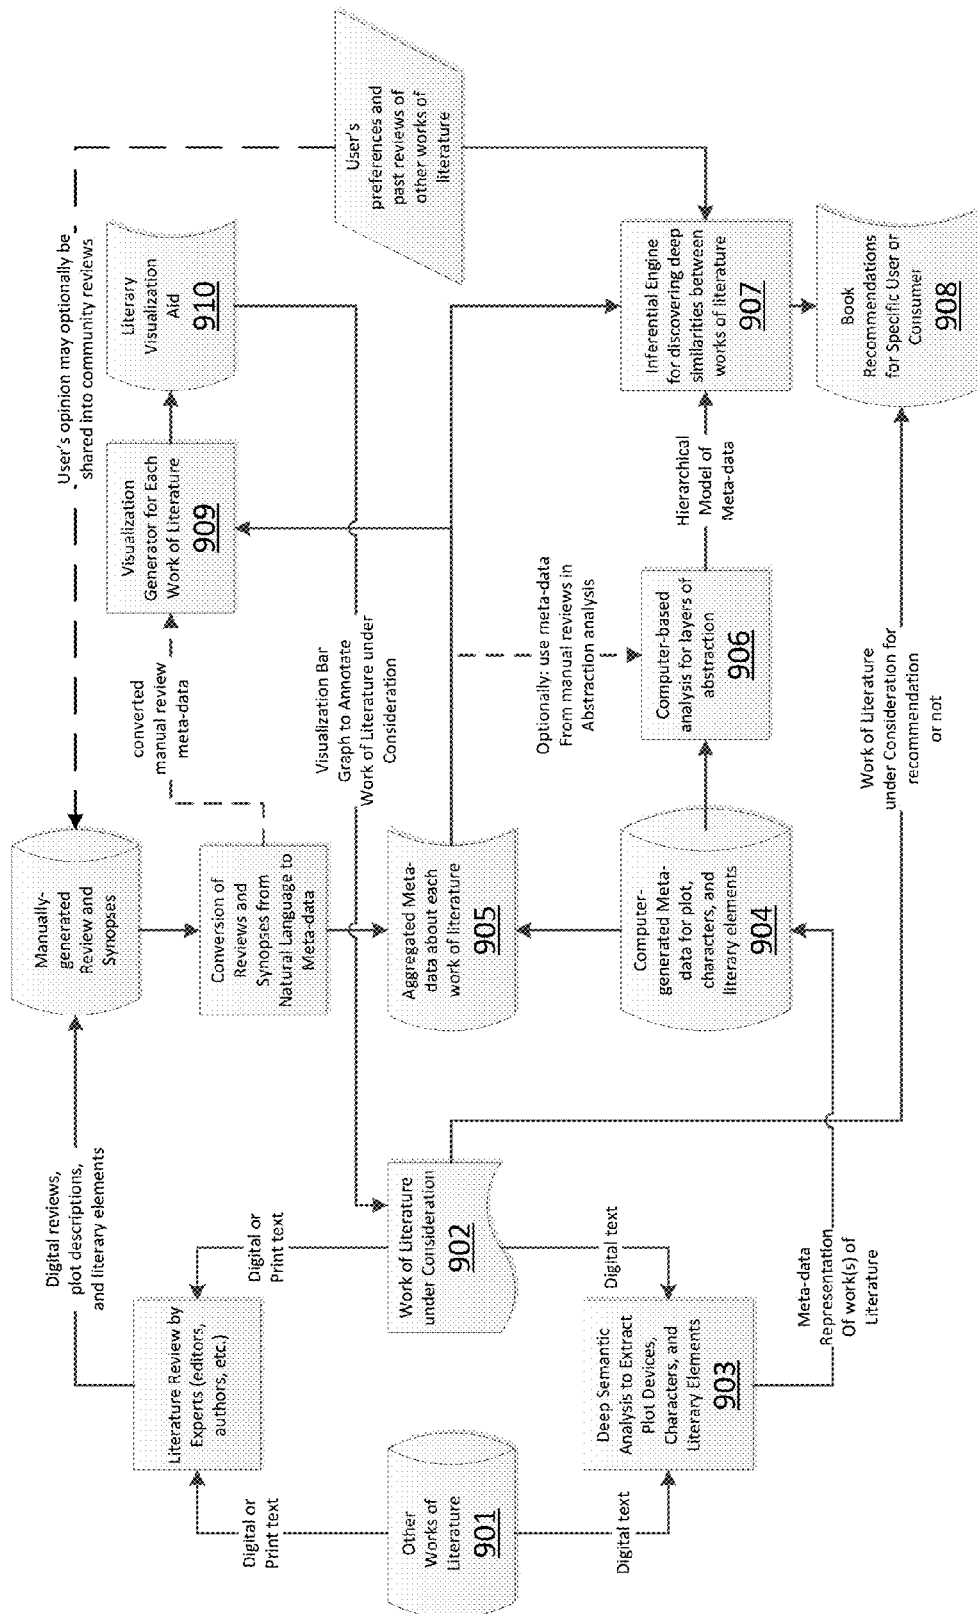 Digital reviews,
plot descriptions,
and literary elements
Manually-
generated
Review and
Synopses
User's opinion may optionally be
shared into community reviews
Literature Review by
Experts (editors,
authors, etc.)
Conversion of
Reviews and
Synopses from
Natural Language to
Meta-data
converted
manual review
meta-data
Visualization
Generator for Each
Work of Literature
909
Literary
Visualization
Aid
910
Digital or
Print text
Digital or
Print text
Visualization Bar
Graph to Annotate
Work of Literature under
Consideration
Other
Works of
Literature
901
Work of Literature
under Consideration
902
Aggregated Meta-
data about each
work of literature
905
User's
preferences and
past reviews of
other works of
literature
Optionally: use meta-data
From manual reviews in
Abstraction analysis
Digital text
Digital text
Deep Semantic
Analysis to Extract
Plot Devices,
Characters, and
Literary Elements
903
Computer-
generated Meta-
data for plot,
characters, and
literary elements
904
Computer-based
analysis for layers of
abstraction
906
Hierarchical
Model of
Meta-data
Inferential Engine
for discovering deep
similarities between
works of literature
907
Meta-data
Representation
Of work(s) of
Literature
Work of Literature
under Consideration for
recommendation
or not
Book
Recommendations
for Specific User or
Consumer
908